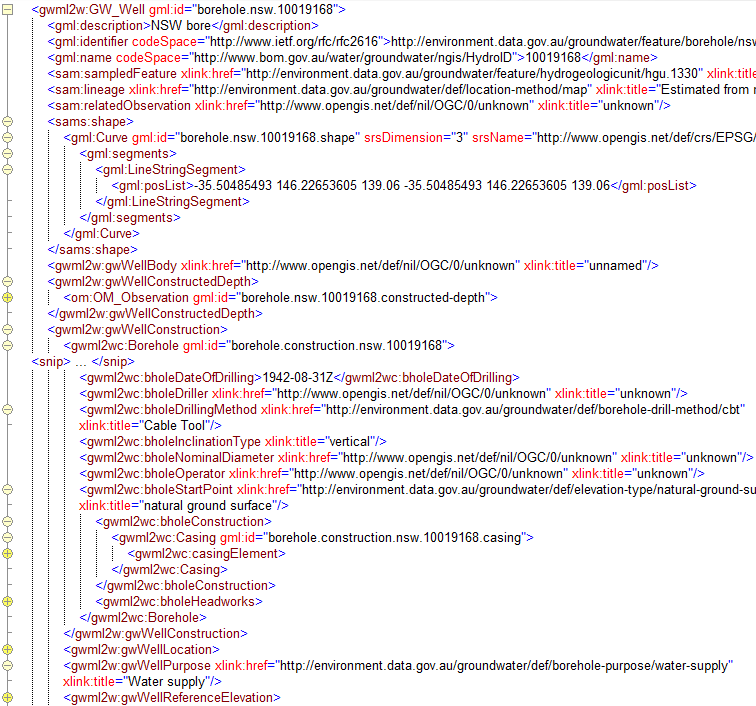 <gwml2w:GW_Well gml:id="borehole.nsw.10019168">
<gml:description>NSW bore</gml:description>
<gml:identifier codeSpace="http://www.ietf.org/rfc/rfc2616">http://environment.data.gov.au/groundwater/feature/borehole/nsw
<gml:name codeSpace="http://www.bom.gov.au/water/groundwater/ngis/HydroID">10019168</gml:name>
<sam:sampledFeature xlink:href="http://environment.data.gov.au/groundwater/feature/hydrogeologicunit/hgu.1330" xlink:title
<sam:lineage xlink:href="http://environment.data.gov.au/groundwater/def/location-method/map" xlink:title="Estimated from
<sam:relatedObservation xlink:href="http://www.opengis.net/def/nil/OGC/0/unknown" xlink:title="unknown"/>
<sams:shape>
<gml:Curve gml:id="borehole.nsw.10019168.shape" srsDimension="3" srsName="http://www.opengis.net/def/crs/EPSG/
<gml:segments>
<gml:LineStringSegment>
<gml:posList>-35.50485493 146.22653605 139.06 -35.50485493 146.22653605 139.06</gml:posList>
</gml:LineStringSegment>
</gml:segments>
</gml:Curve>
</sams:shape>
<gwml2w:gwWellBody xlink:href="http://www.opengis.net/def/nil/OGC/0/unknown" xlink:title="unnamed"/>
<gwml2w:gwWellConstructedDepth>
<om:OM_Observation gml:id="borehole.nsw.10019168.constructed-depth">
</gwml2w:gwWellConstructedDepth>
<gwml2w:gwWellConstruction>
<gwml2wc:Borehole gml:id="borehole.construction.nsw.10019168">
<snip> ... </snip>
<gwml2wc:bholeDateOfDrilling>1942-08-31Z</gwml2wc:bholeDateOfDrilling>
<gwml2wc:bholeDriller xlink:href="http://www.opengis.net/def/nil/OGC/0/unknown" xlink:title="unknown"/>
<gwml2wc:bholeDrillingMethod xlink:href="http://environment.data.gov.au/groundwater/def/borehole-drill-method/cbt"
xlink:title="Cable Tool"/>
<gwml2wc:bholeInclinationType xlink:title="vertical"/>
<gwml2wc:bholeNominalDiameter xlink:href="http://www.opengis.net/def/nil/OGC/0/unknown" xlink:title="unknown"/>
<gwml2wc:bholeOperator xlink:href="http://www.opengis.net/def/nil/OGC/0/unknown" xlink:title="unknown"/>
<gwml2wc:bholeStartPoint xlink:href="http://environment.data.gov.au/groundwater/def/elevation-type/natural-ground-su
xlink:title="natural ground surface"/>
<gwml2wc:bholeConstruction>
<gwml2wc:Casing gml:id="borehole.construction.nsw.10019168.casing">
<gwml2wc:casingElement>
</gwml2wc:Casing>
</gwml2wc:bholeConstruction>
<gwml2wc:bholeHeadworks>
</gwml2wc:Borehole>
</gwml2w:gwWellConstruction>
<gwml2w:gwWellLocation>
<gwml2w:gwWellPurpose xlink:href="http://environment.data.gov.au/groundwater/def/borehole-purpose/water-supply"
xlink:title="Water supply"/>
<gwml2w:gwWellReferenceElevation>